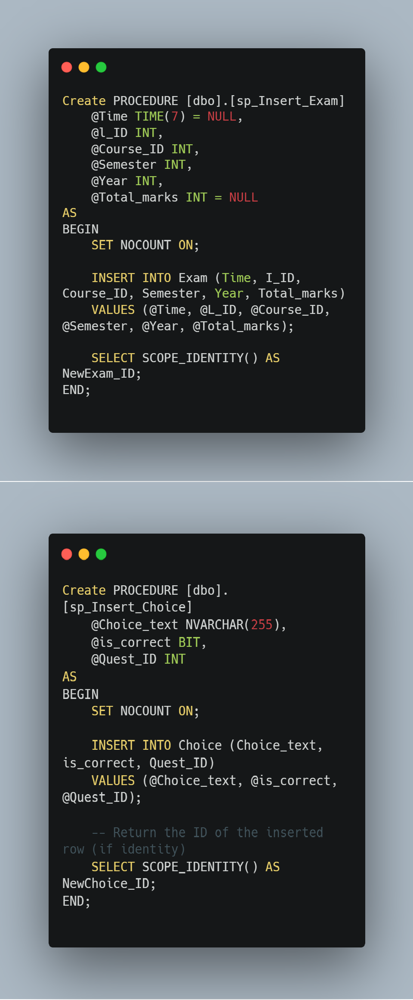 Create PROCEDURE [dbo].[sp_Insert_Exam]
    @Time TIME(7) = NULL,
    @l_ID INT,
    @Course_ID INT,
    @Semester INT,
    @Year INT,
    @Total_marks INT = NULL
AS
BEGIN
    SET NOCOUNT ON;

    INSERT INTO Exam (Time, I_ID,
Course_ID, Semester, Year, Total_marks)
    VALUES (@Time, @L_ID, @Course_ID,
@Semester, @Year, @Total_marks);

    SELECT SCOPE_IDENTITY() AS
NewExam_ID;
END;
Create PROCEDURE [dbo].
[sp_Insert_Choice]
    @Choice_text NVARCHAR(255),
    @is_correct BIT,
    @Quest_ID INT
AS
BEGIN
    SET NOCOUNT ON;

    INSERT INTO Choice (Choice_text,
is_correct, Quest_ID)
    VALUES (@Choice_text, @is_correct,
@Quest_ID);

    -- Return the ID of the inserted
row (if identity)
    SELECT SCOPE_IDENTITY() AS
NewChoice_ID;
END;